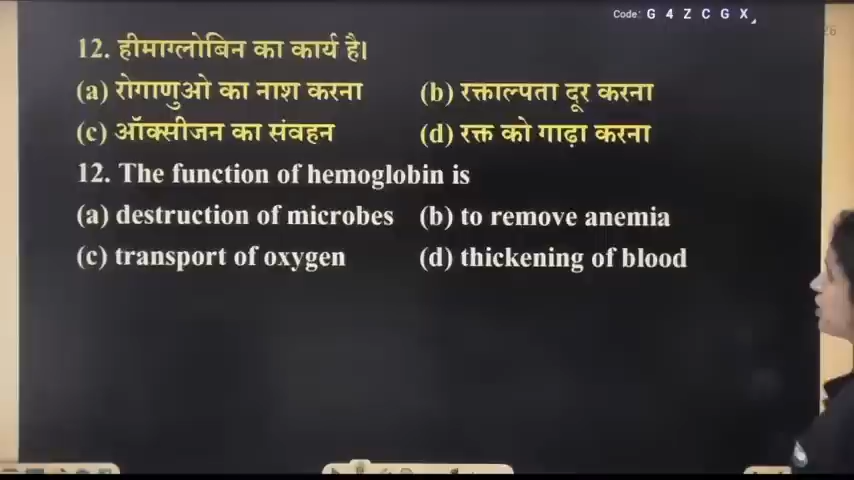 Code: G 4 Z C G X
12. हीमाग्लोबिन का कार्य है।
(a) रोगाणुओ का नाश करना (b) रक्ताल्पता दूर करना
(c) ऑक्सीजन का संवहन (d) रक्त को गाढ़ा करना
12. The function of hemoglobin is
(a) destruction of microbes (b) to remove anemia
(c) transport of oxygen (d) thickening of blood